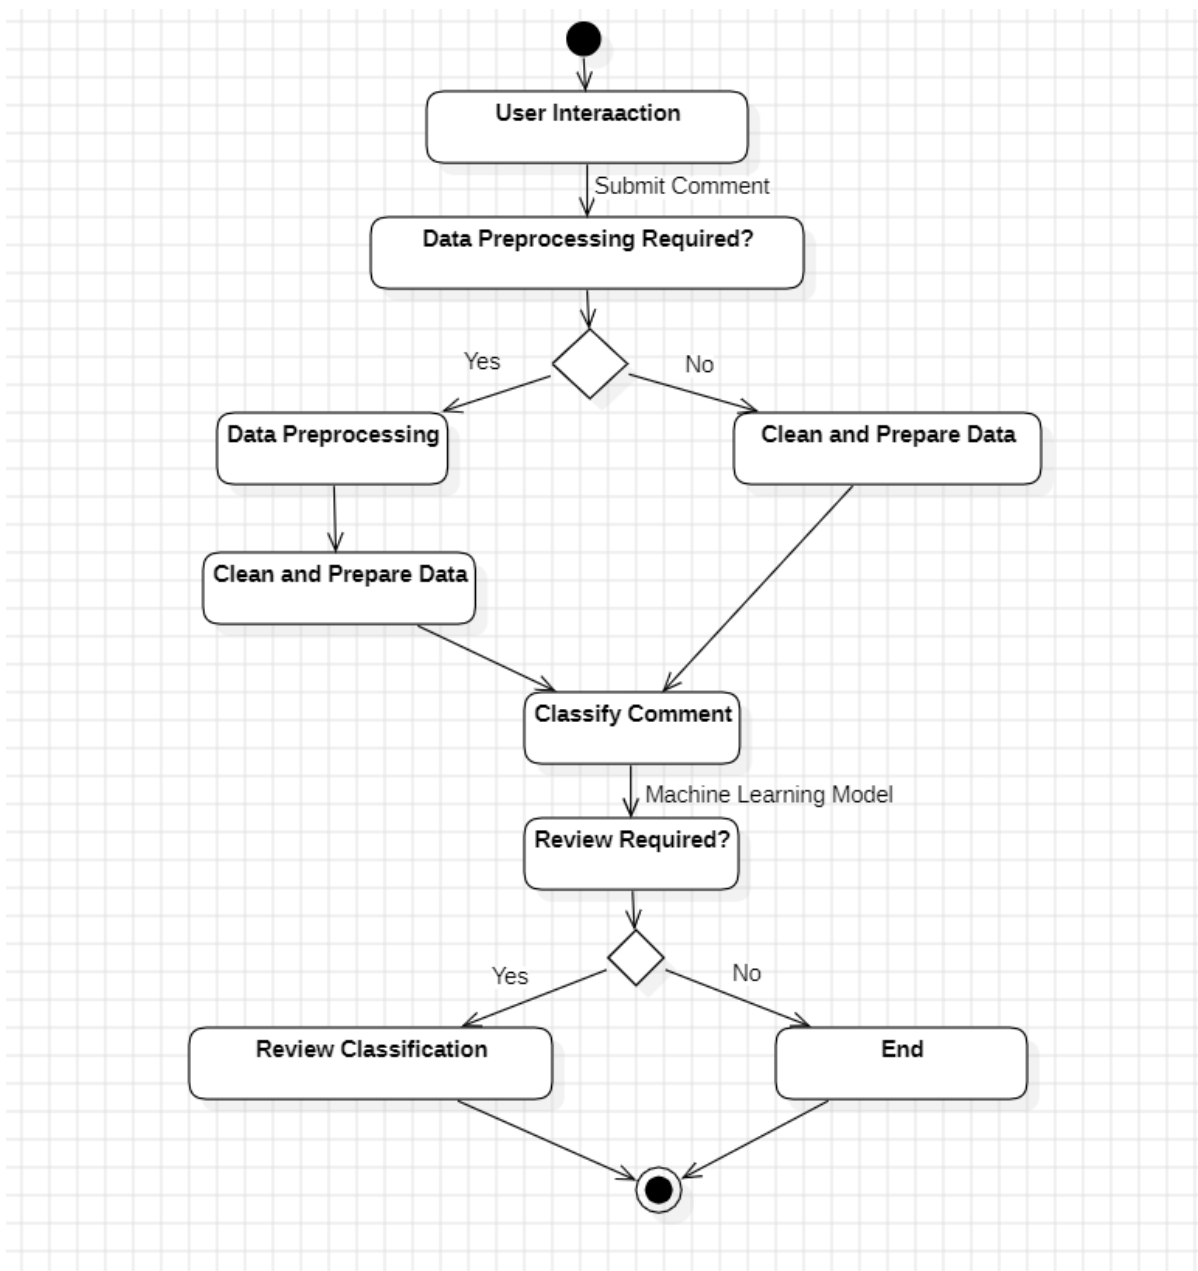 User Interaaction
Submit Comment
Data Preprocessing Required?
Yes
No
Data Preprocessing
Clean and Prepare Data
Clean and Prepare Data
Classify Comment
Machine Learning Model
Review Required?
Yes
No
Review Classification
End